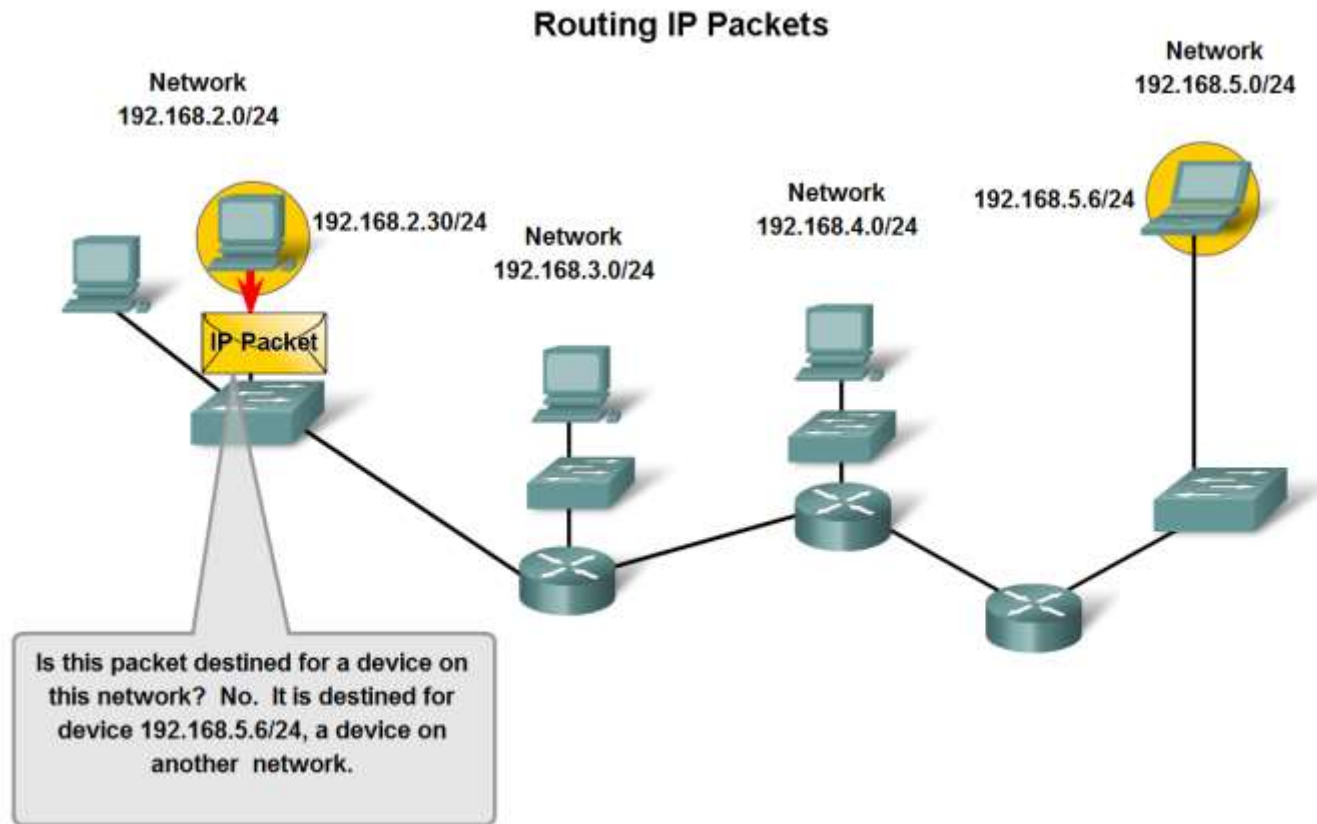 Routing IP Packets
Network
192.168.2.0/24
Network
192.168.5.0/24
192.168.2.30/24
Network
192.168.3.0/24
Network
192.168.4.0/24
192.168.5.6/24
IP Packet
Is this packet destined for a device on
this network? No. It is destined for
device 192.168.5.6/24, a device on
another network.